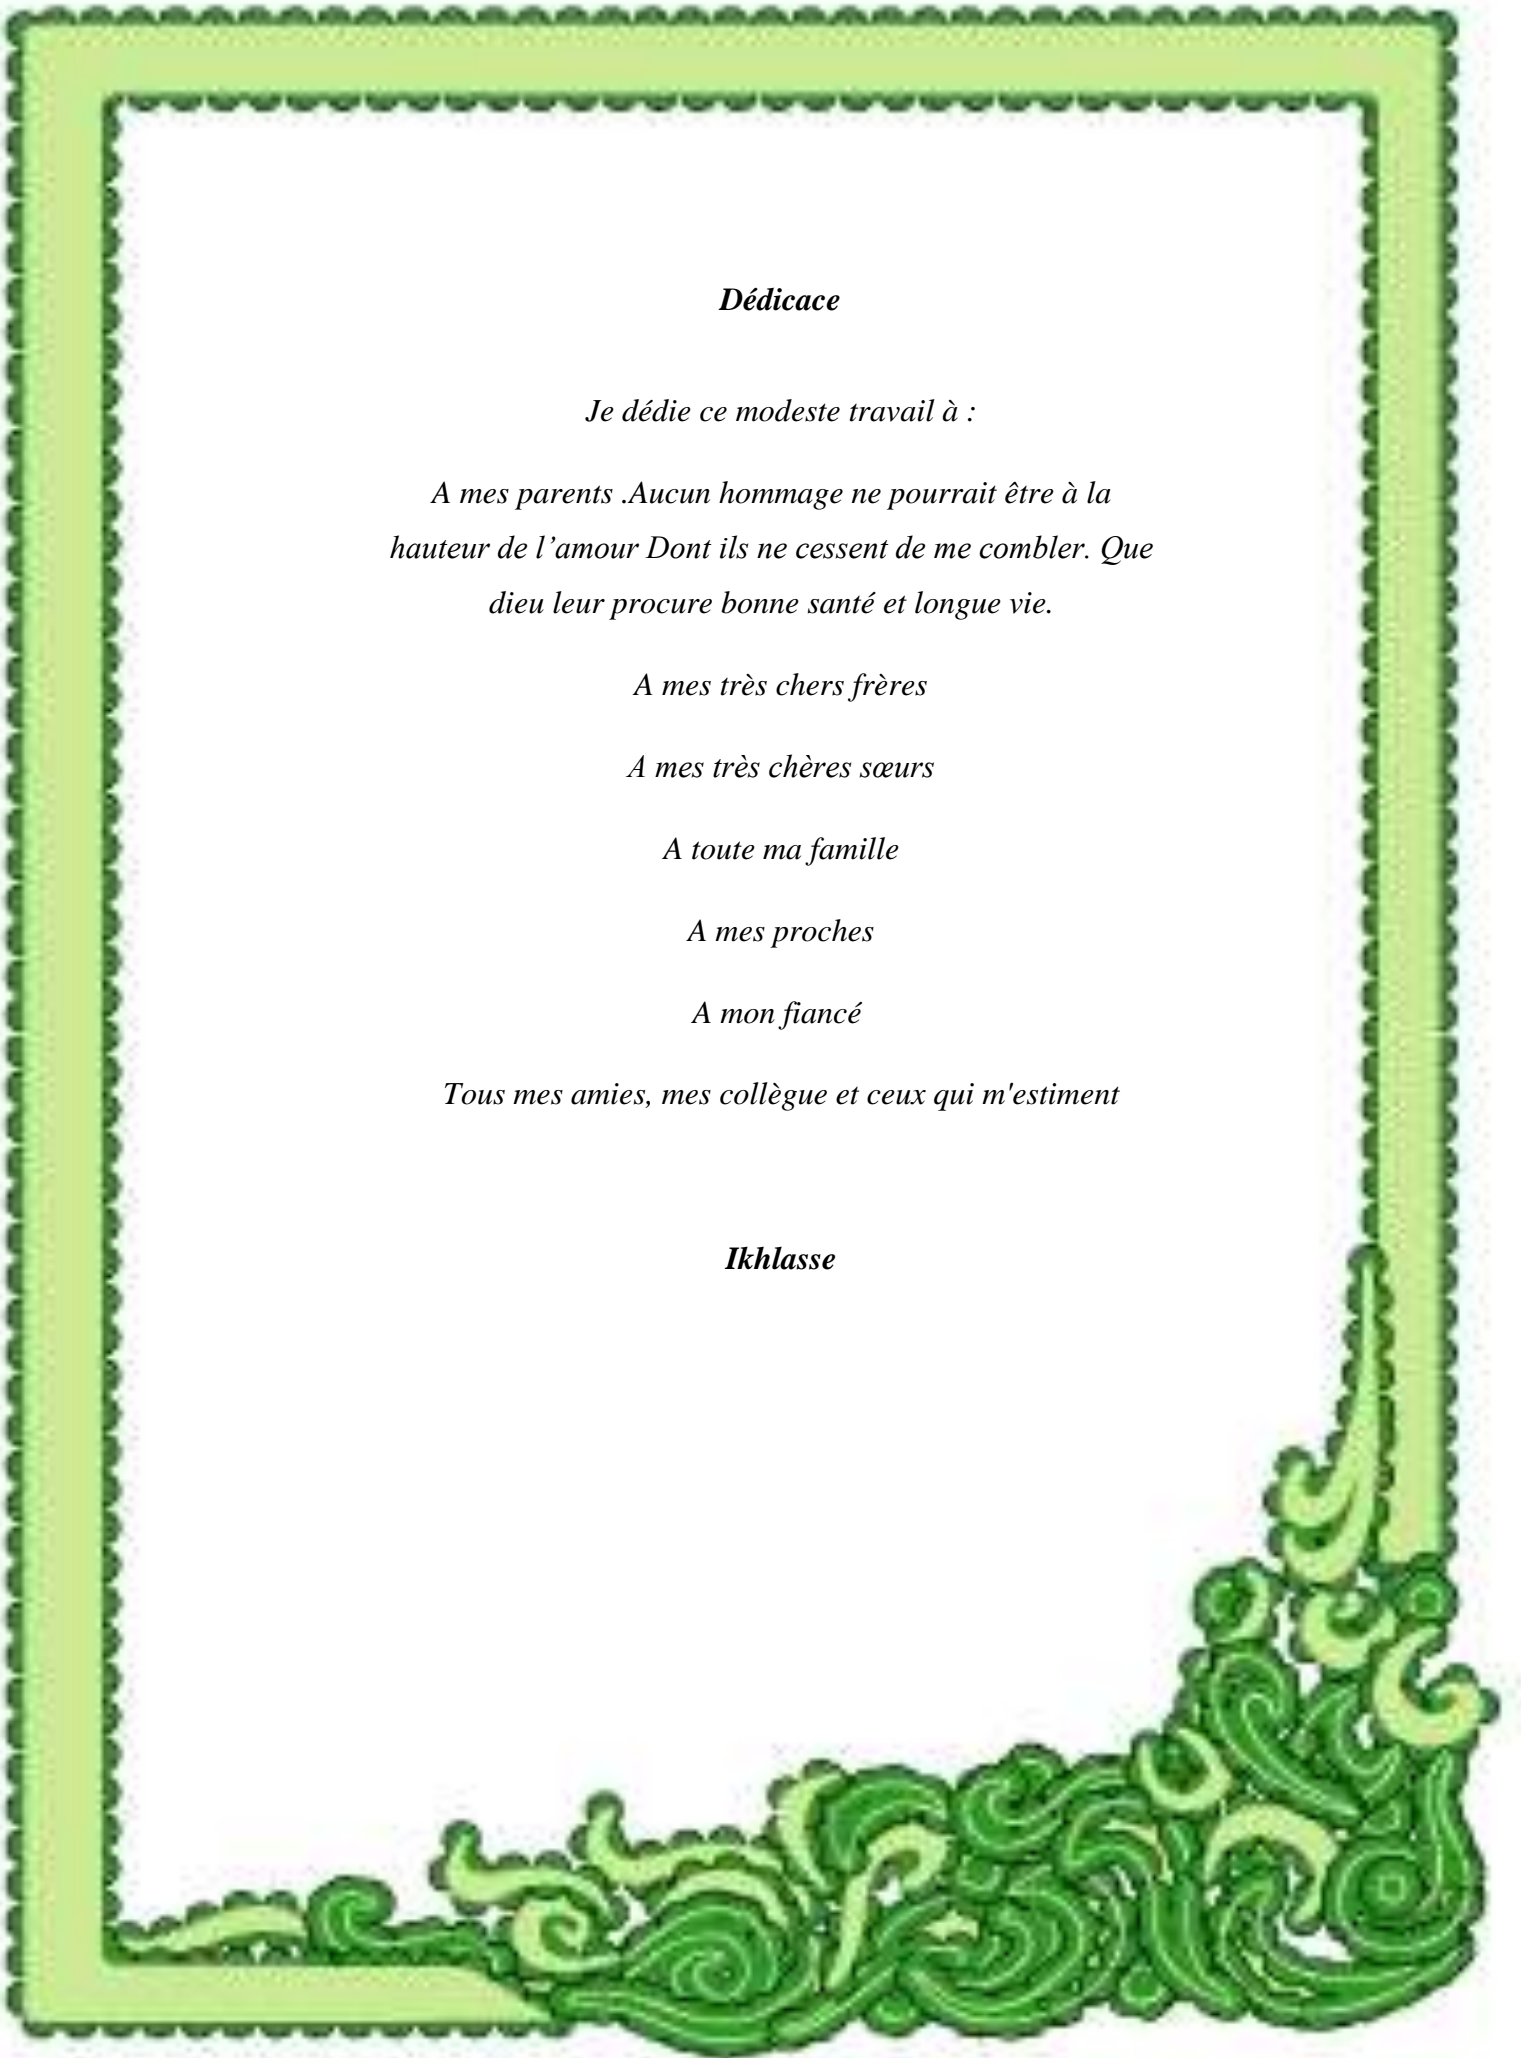 Dédicace
Je dédie ce modeste travail à :
A mes parents .Aucun hommage ne pourrait être à la
hauteur de l’amour Dont ils ne cessent de me combler. Que
dieu leur procure bonne santé et longue vie.
A mes très chers frères
A mes très chères sœurs
A toute ma famille
A mes proches
A mon fiancé
Tous mes amies, mes collègue et ceux qui m'estiment
Ikhlasse